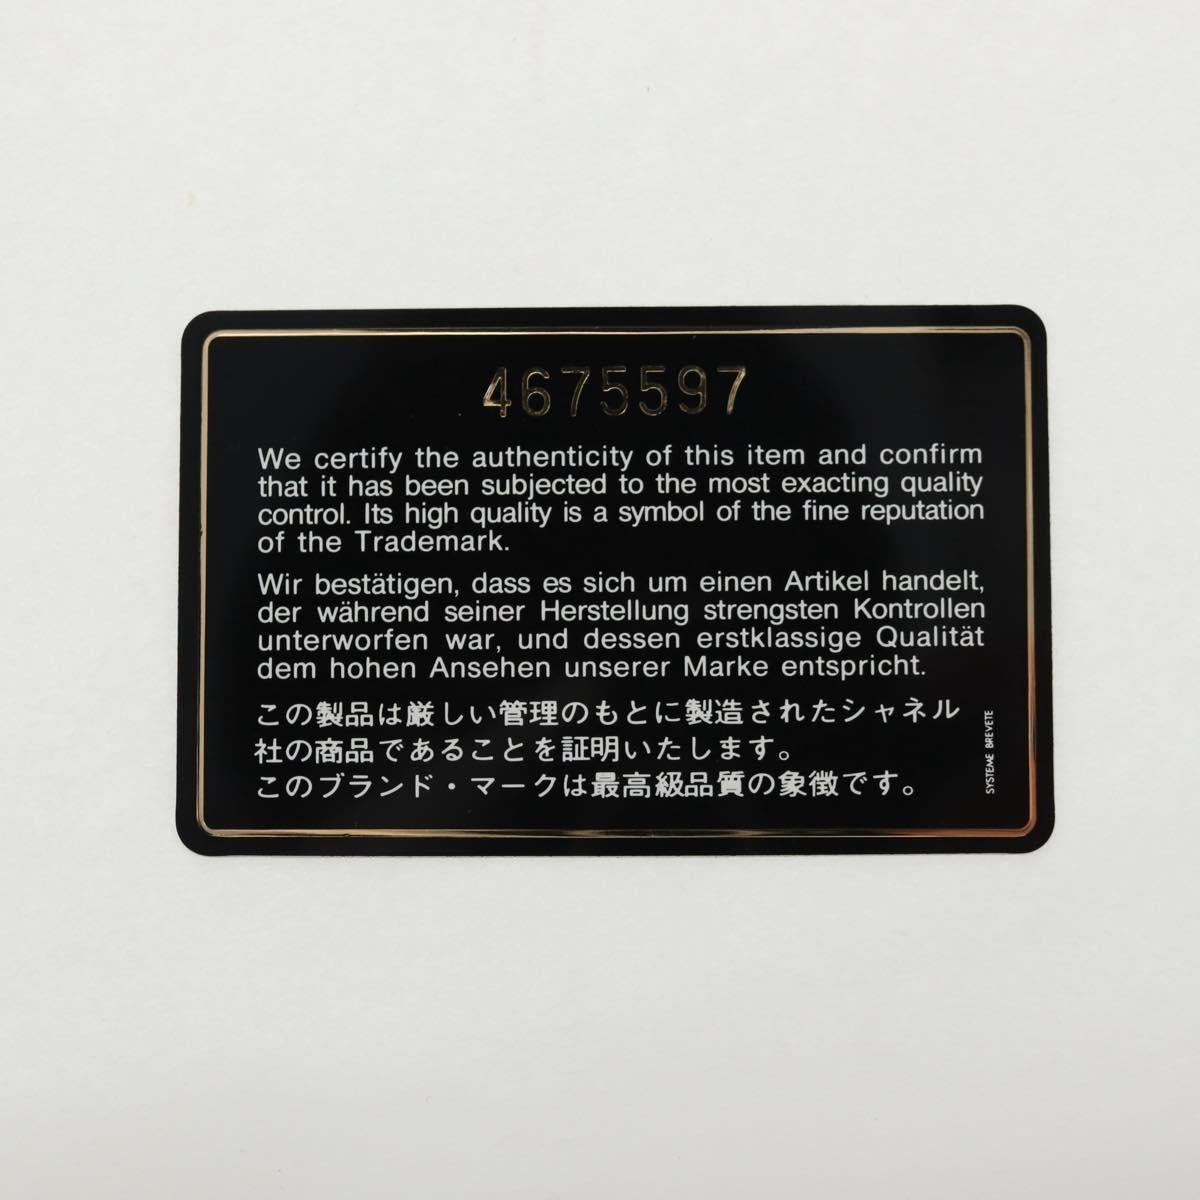 4675597
We certify the authenticity of this item and confirm
that it has been subjected to the most exacting quality
control. Its high quality is a symbol of the fine reputation
of the Trademark.
Wir bestätigen, dass es sich um einen Artikel handelt,
der während seiner Herstellung strengsten Kontrollen
unterworfen war, und dessen erstklassige Qualität
dem hohen Ansehen unserer Marke entspricht.
この製品は厳しい管理のもとに製造されたシャネル
社の商品であることを証明いたします。
このブランド・マークは最高級品質の象徴です。
SYSTEME BREVETE